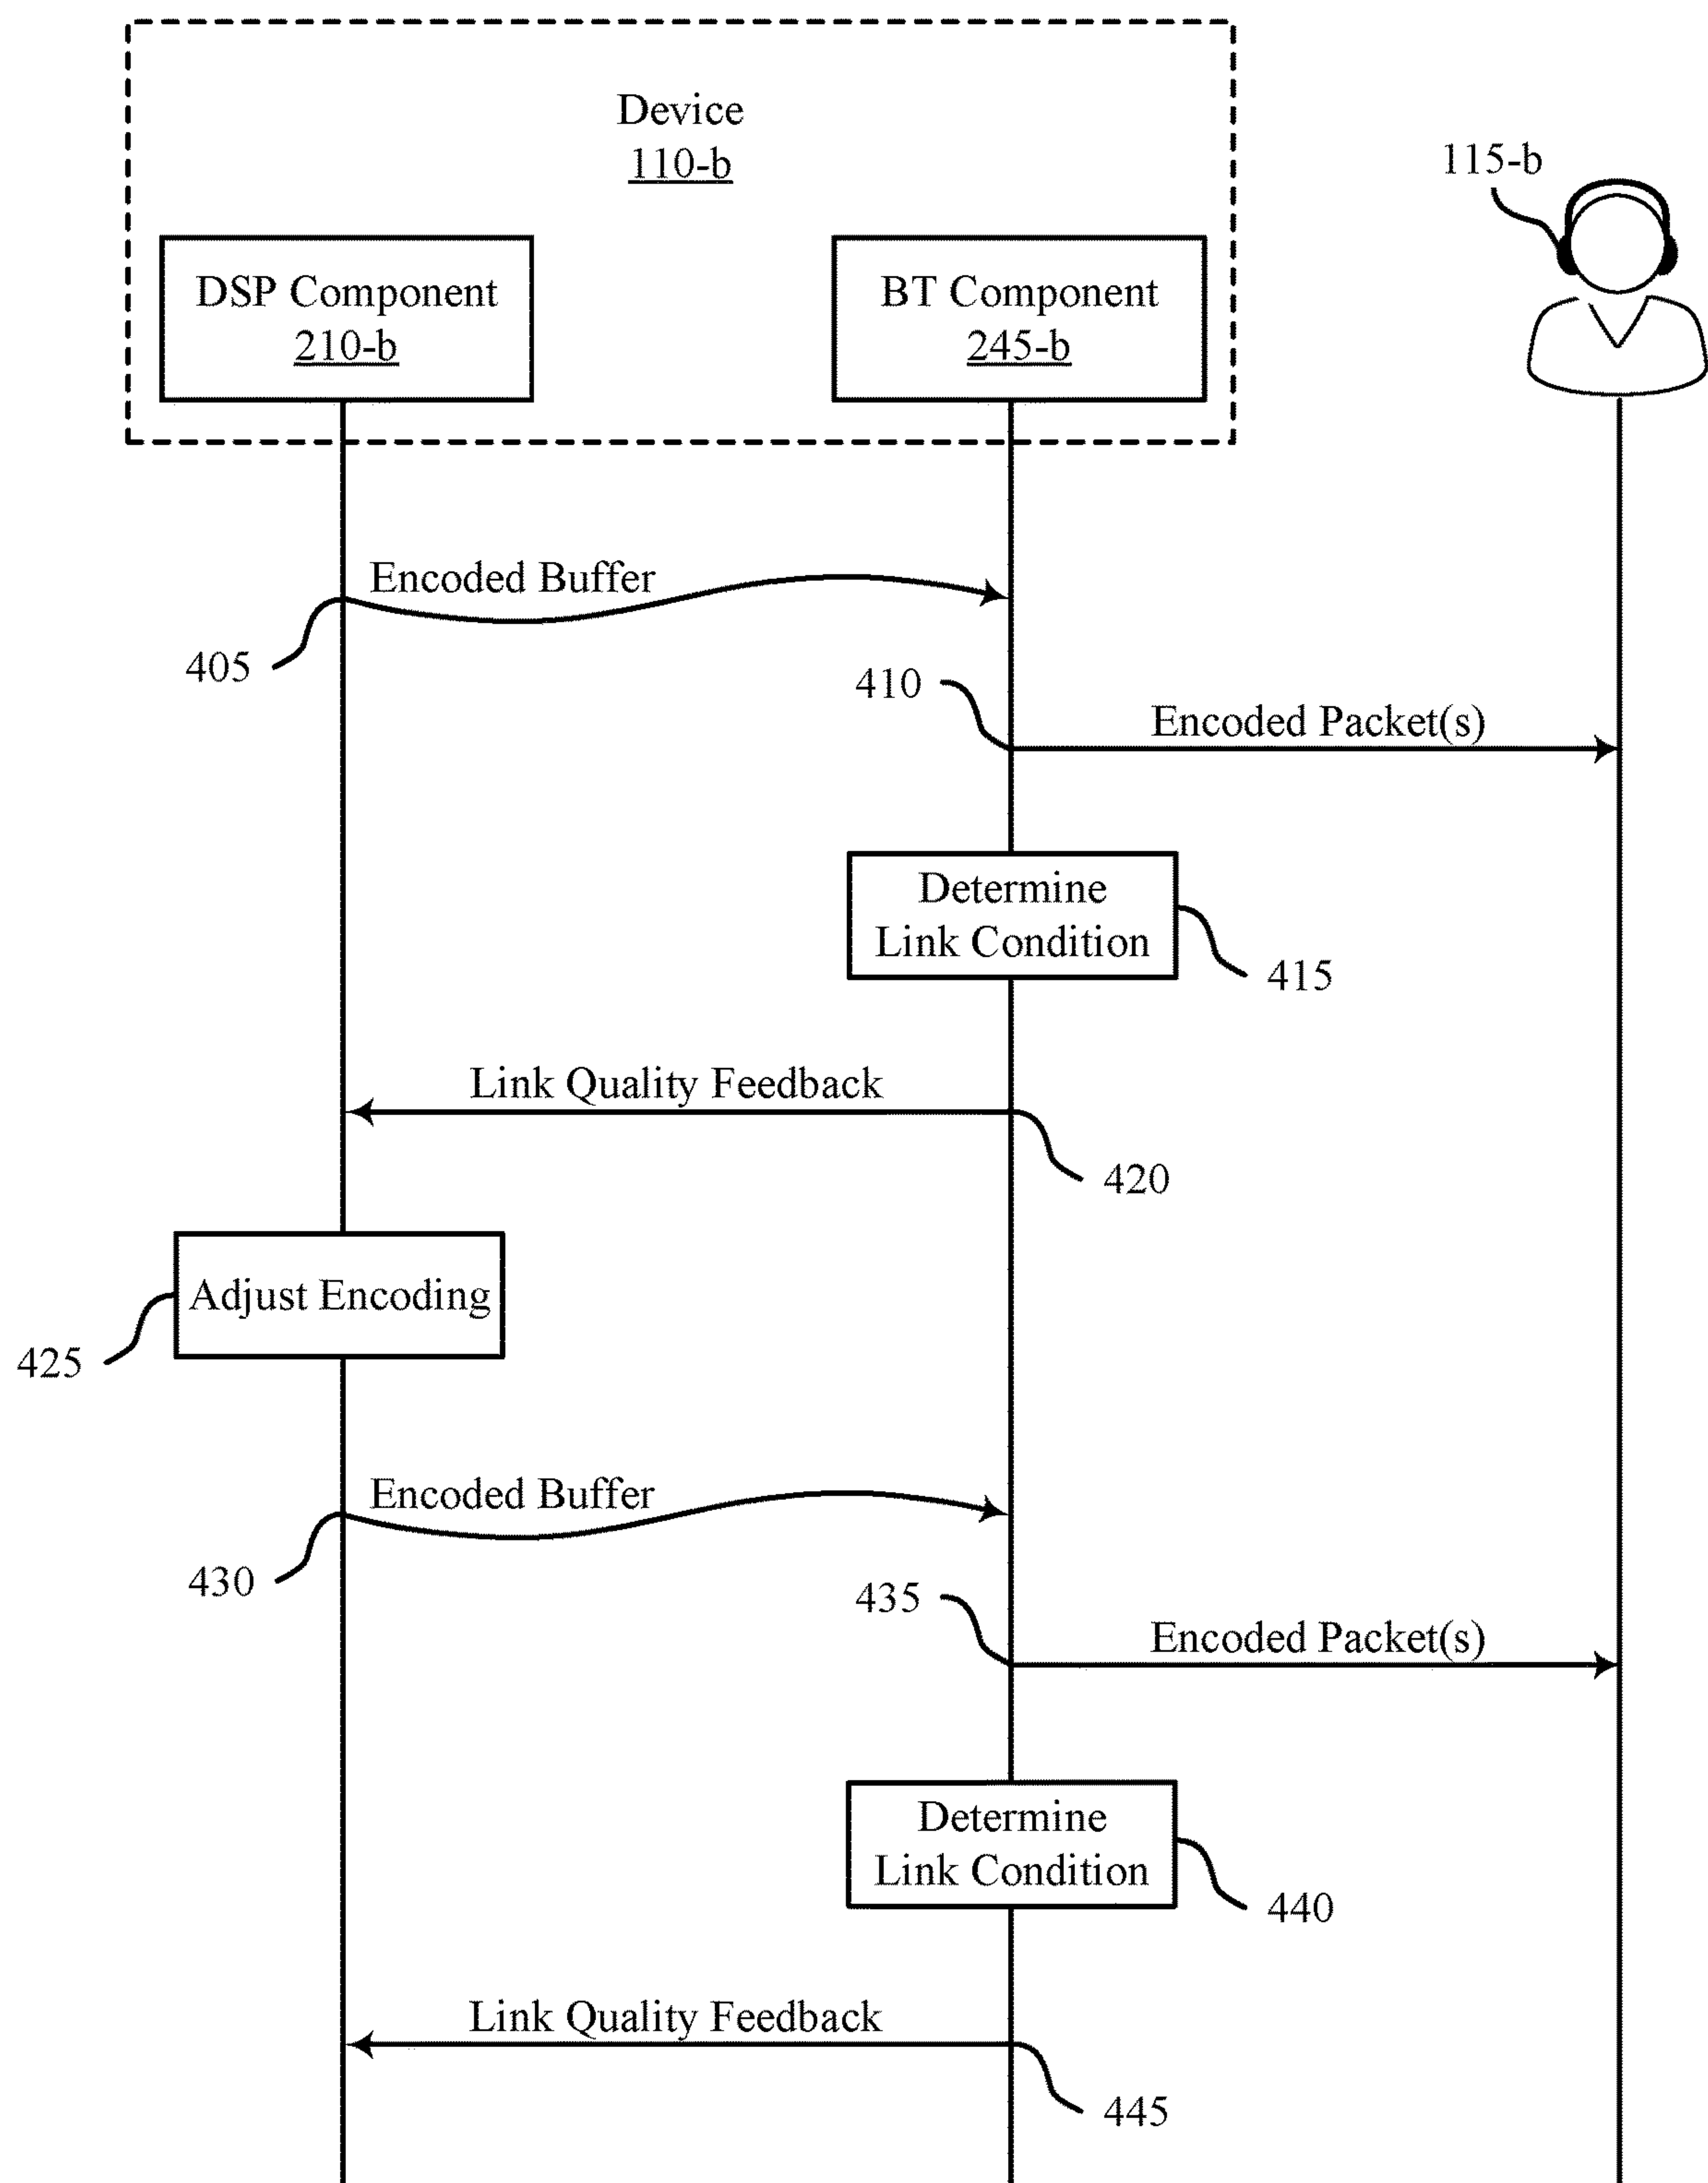 Device
110-b
115-b
DSP Component
210-b
BT Component
245-b
Encoded Buffer
405
410
Encoded Packet(s)
Determine
Link Condition
415
Link Quality Feedback
420
Adjust Encoding
425
Encoded Buffer
430
435
Encoded Packet(s)
Determine
Link Condition
440
Link Quality Feedback
445